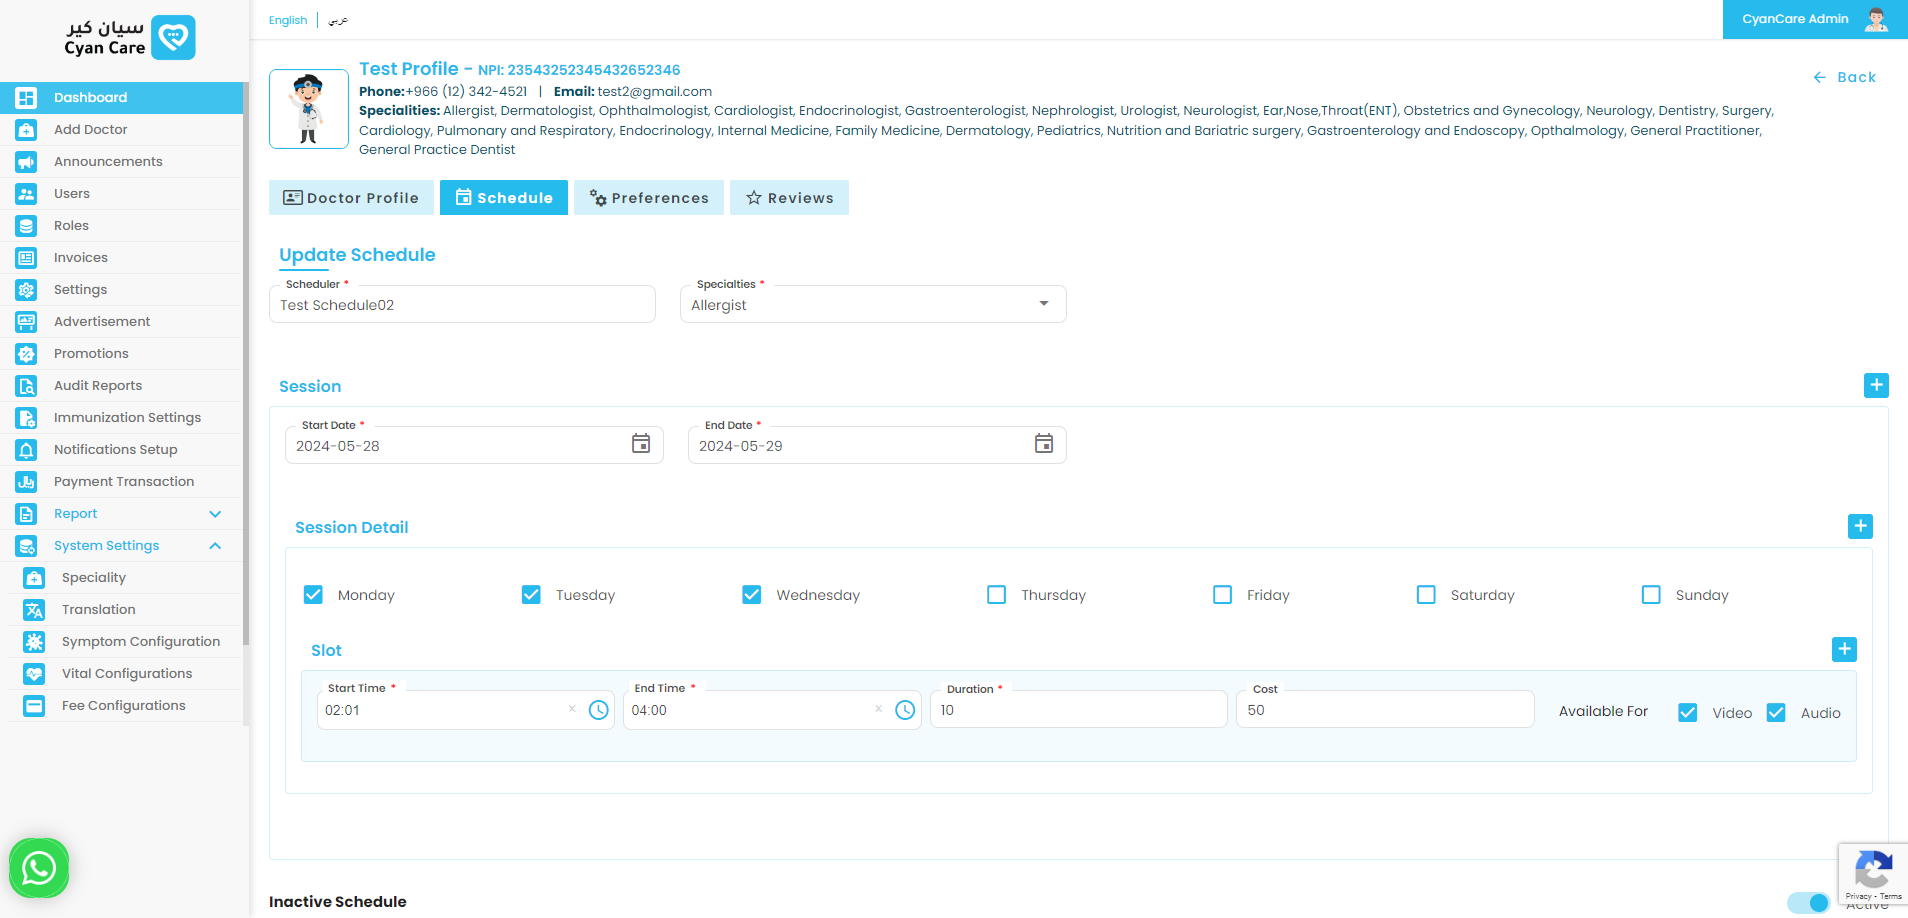 سيان كير
Cyan Care
English | عربي
CyanCare Admin
Dashboard
Add Doctor
Announcements
Users
Roles
Invoices
Settings
Advertisement
Promotions
Audit Reports
Immunization Settings
Notifications Setup
Payment Transaction
Report
System Settings
Speciality
Translation
Symptom Configuration
Vital Configurations
Fee Configurations
Test Profile - NPI: 23543252345432652346
Back
Phone:+966 (12) 342-4521 | Email: test2@gmail.com
Specialities: Allergist, Dermatologist, Ophthalmologist, Cardiologist, Endocrinologist, Gastroenterologist, Nephrologist, Urologist, Neurologist, Ear,Nose,Throat(ENT), Obstetrics and Gynecology, Neurology, Dentistry, Surgery,
Cardiology, Pulmonary and Respiratory, Endocrinology, Internal Medicine, Family Medicine, Dermatology, Pediatrics, Nutrition and Bariatric surgery, Gastroenterology and Endoscopy, Opthalmology, General Practitioner,
General Practice Dentist
Doctor Profile Schedule Preferences Reviews
Update Schedule
Scheduler * Specialties *
Test Schedule02 Allergist
Session
Start Date * End Date *
2024-05-28 2024-05-29
Session Detail
Monday Tuesday Wednesday Thursday Friday Saturday Sunday
Slot
Start Time * End Time * Duration * Cost
02:01 × 04:00 × 10 50 Available For Video Audio
Privacy - Terms
Inactive Schedule Active